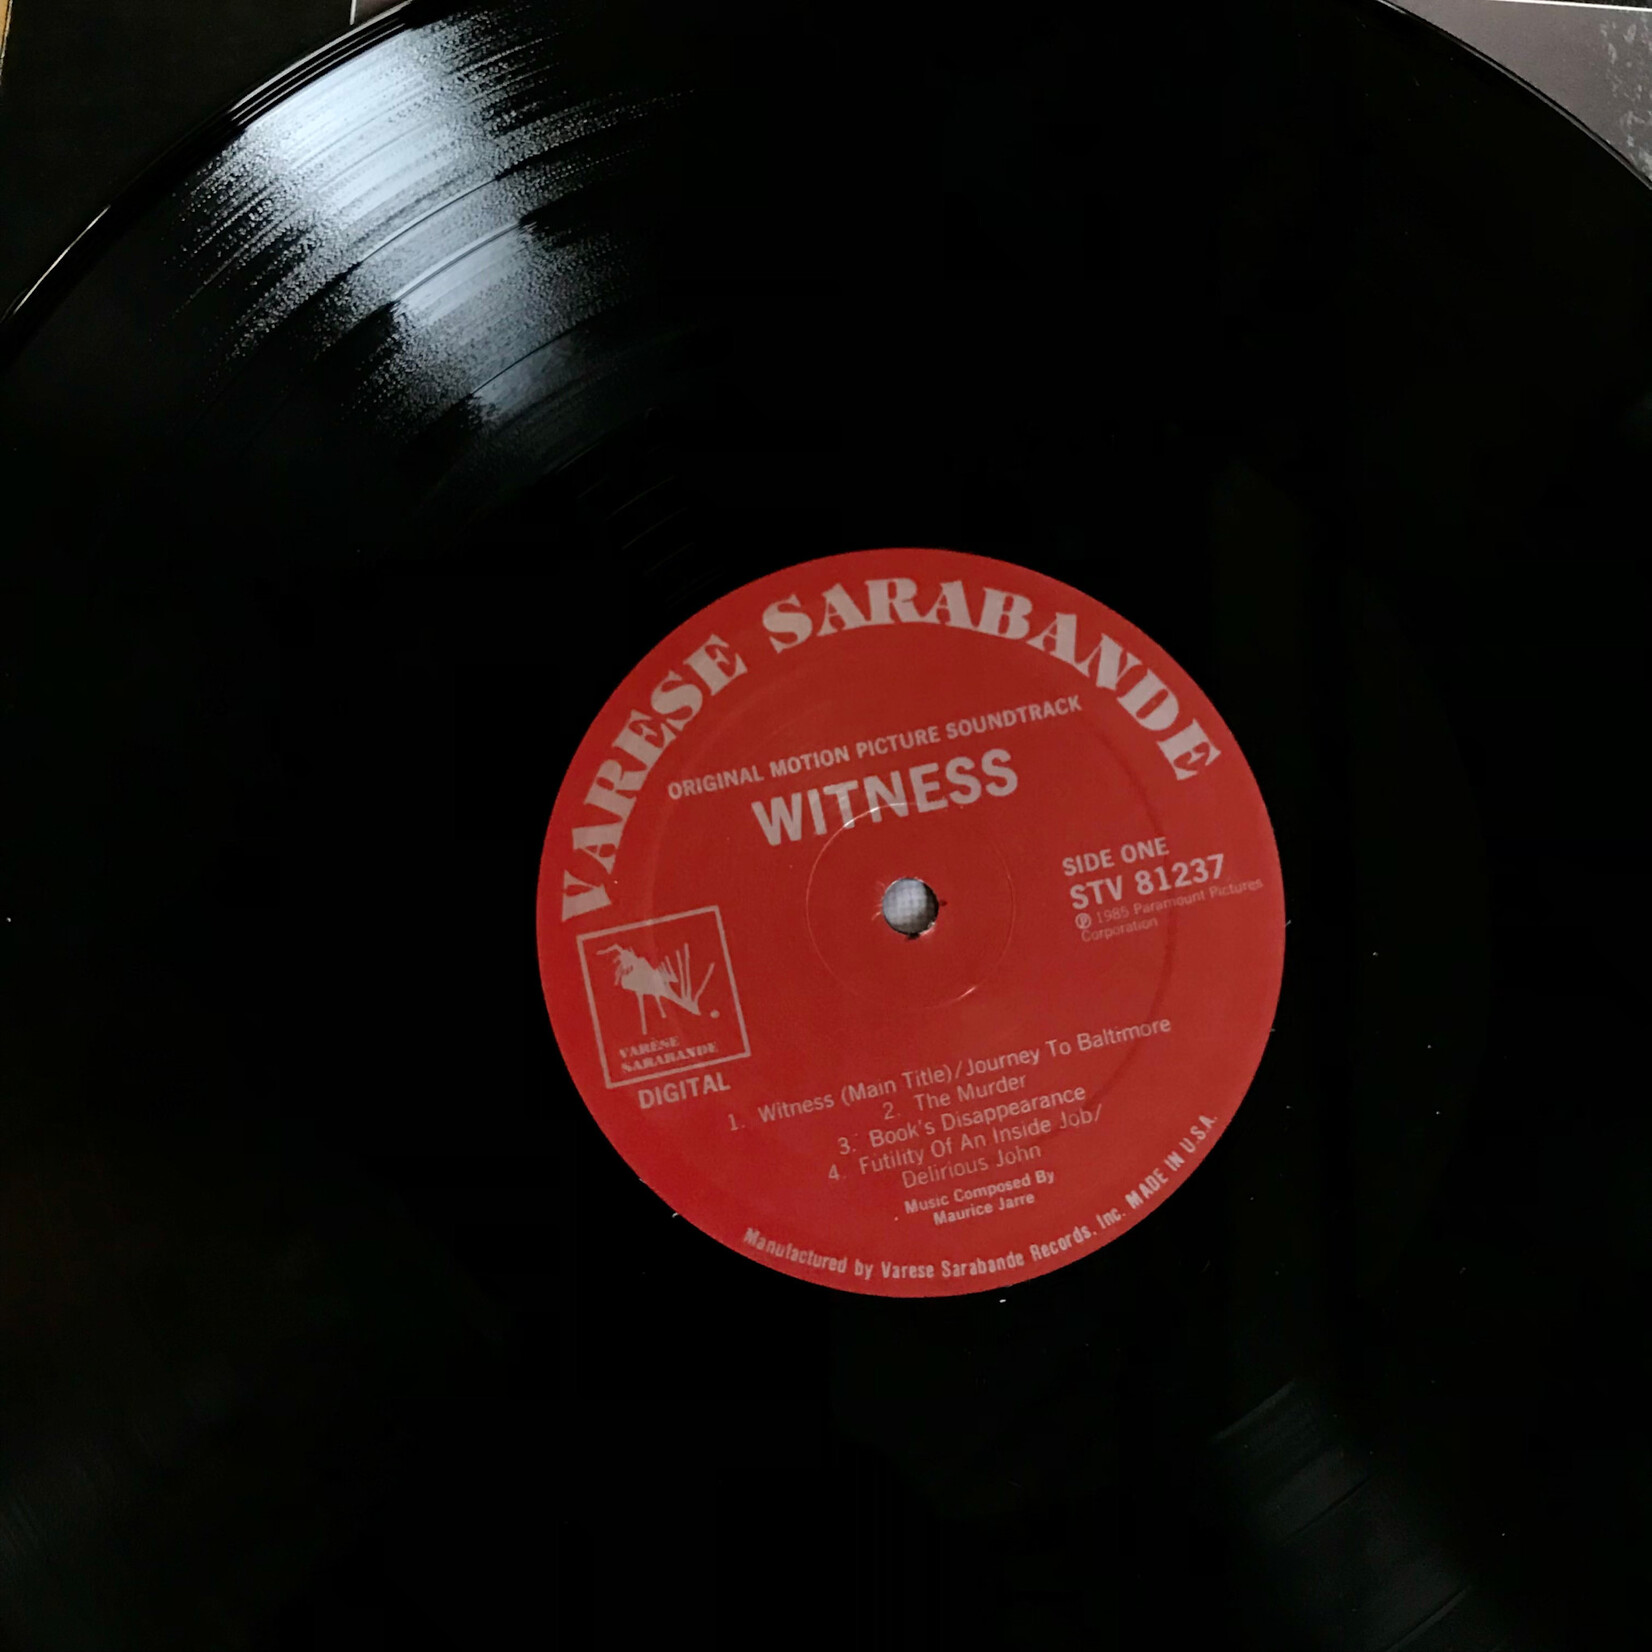 VARESE SARABANDE
ORIGINAL MOTION PICTURE SOUNDTRACK
WITNESS
SIDE ONE
STV 81237
℗ 1985 Paramount Pictures
Corporation
VARÈSE
SARABANDE
DIGITAL
1. Witness (Main Title)/Journey To Baltimore
2. The Murder
3. Book's Disappearance
4. Futility Of An Inside Job/
Delirious John
Music Composed By
Maurice Jarre
Manufactured by Varese Sarabande Records, Inc. MADE IN U.S.A.